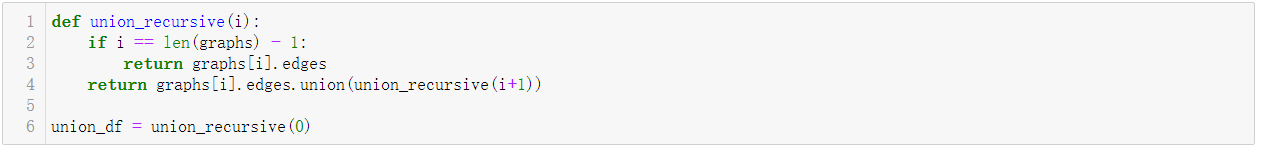 1 def union_recursive(i):
2     if i == len(graphs) - 1:
3         return graphs[i].edges
4     return graphs[i].edges.union(union_recursive(i+1))
5
6 union_df = union_recursive(0)